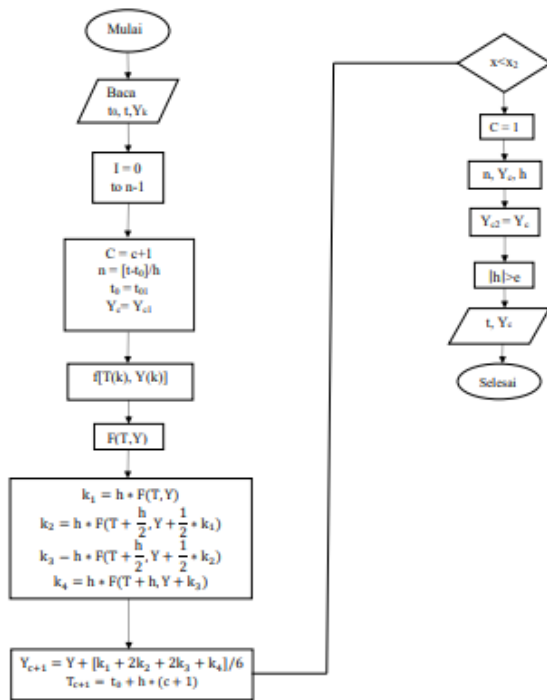 Mulai
Baca
t₀, t,Yₖ
I = 0
to n-1
C = c+1
n = [t-t₀]/h
t₀ = t₀₁
Y꜀= Y꜀₁
f[T(k), Y(k)]
F(T,Y)
k₁ = h * F(T,Y)
k₂ = h * F(T + h/2, Y + 1/2 * k₁)
k₃ − h * F(T + h/2, Y + 1/2 * k₂)
k₄ = h * F(T + h, Y + k₃)
Y꜀₊₁ = Y + [k₁ + 2k₂ + 2k₃ + k₄]/6
T꜀₊₁ = t₀ + h * (c + 1)
x<x₂
C = 1
n, Y꜀, h
Y꜀₂ = Y꜀
|h|>e
t, Y꜀
Selesai